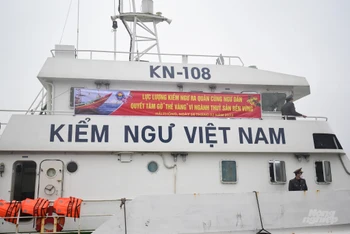 KN-108
LỰC LƯỢNG KIỂM NGƯ RA QUÂN CÙNG NGƯ DÂN
QUYẾT TÂM GỠ "THẺ VÀNG" VÌ NGÀNH THỦY SẢN BỀN VỮNG
KIỂM NGƯ VIỆT NAM